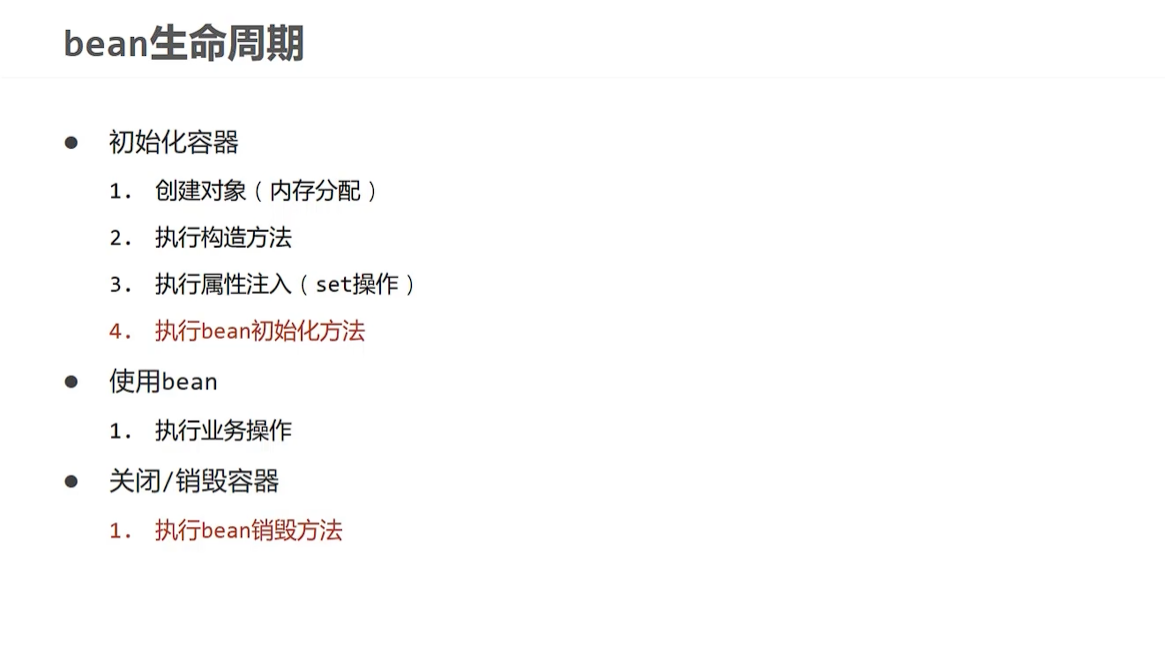 bean生命周期
● 初始化容器
1. 创建对象（内存分配）
2. 执行构造方法
3. 执行属性注入（set操作）
4. 执行bean初始化方法
● 使用bean
1. 执行业务操作
● 关闭/销毁容器
1. 执行bean销毁方法